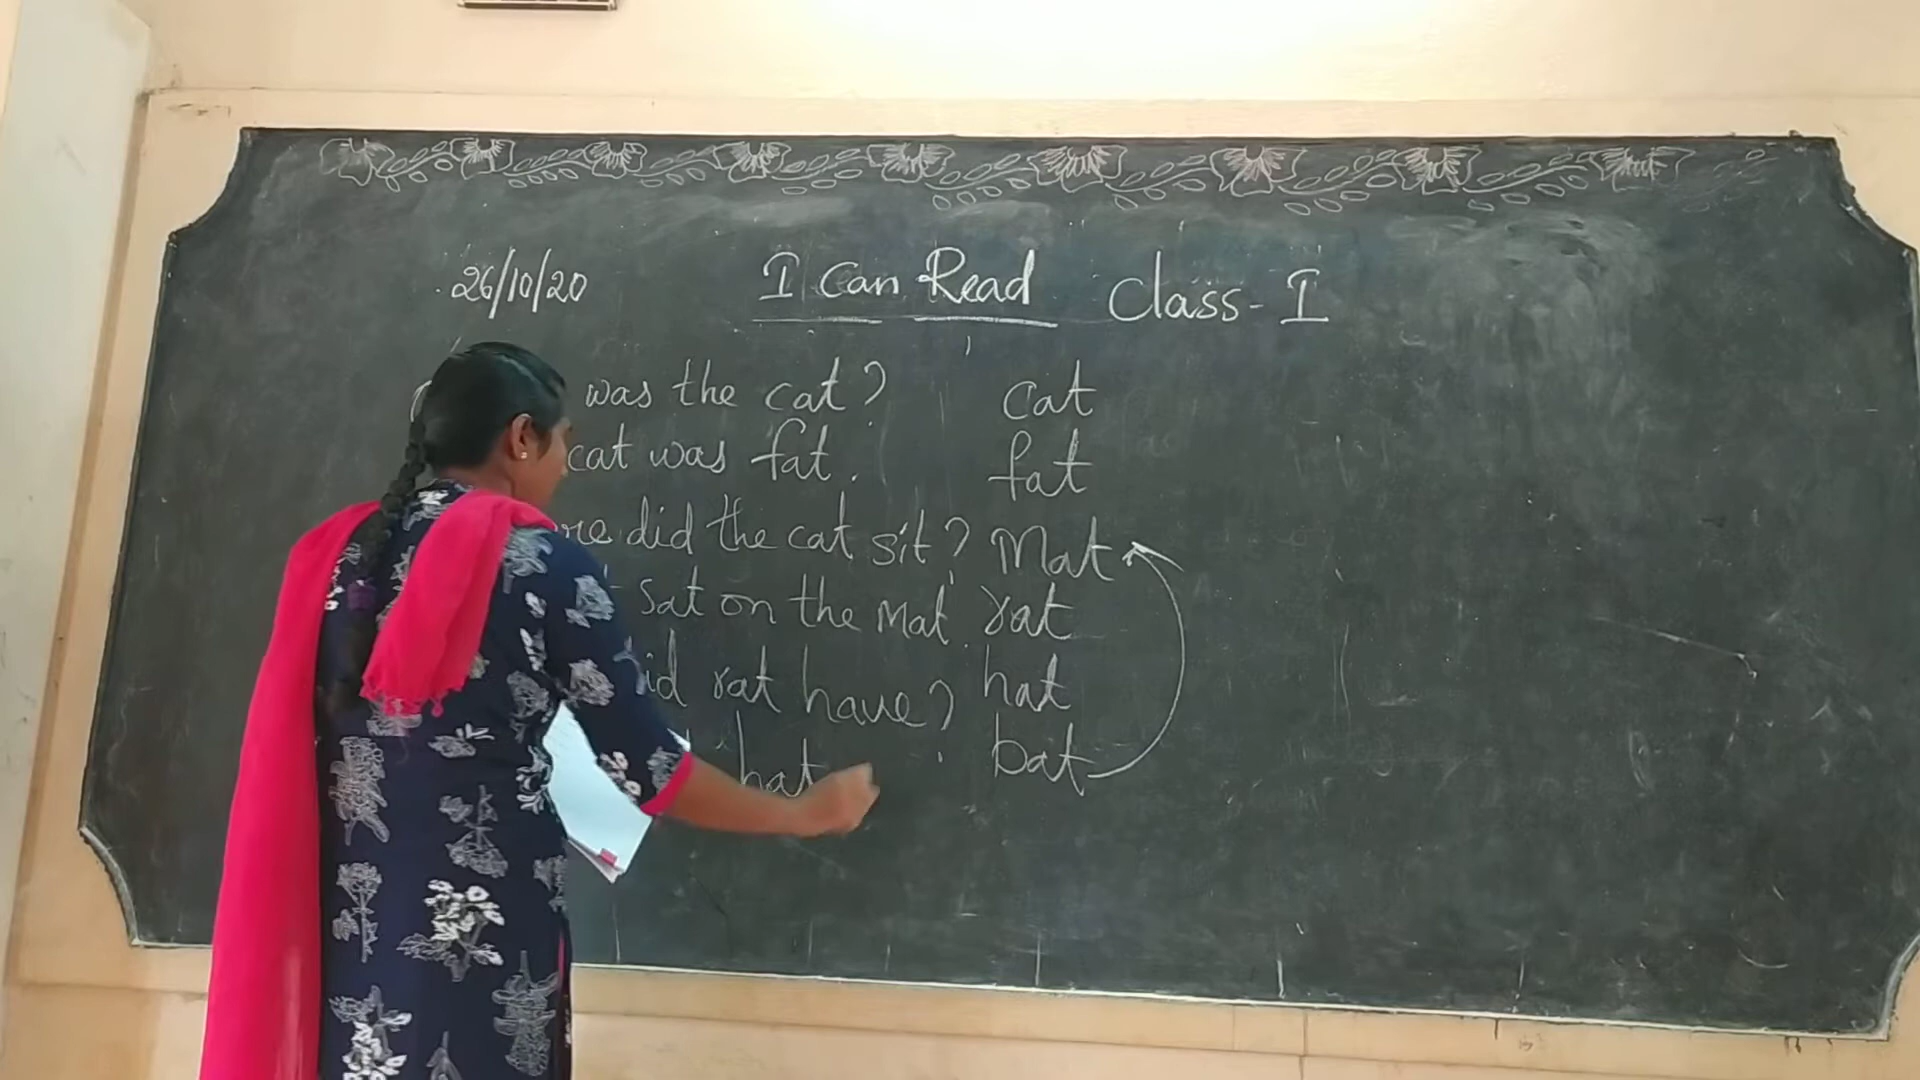 26/10/20 I Can Read Class - I
was the cat? cat
cat was fat. fat
did the cat sit? Mat
sat on the Mat rat
rat have? hat
hat bat